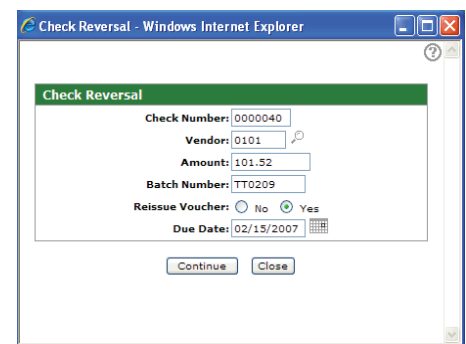 Check Reversal - Windows Internet Explorer
?
Check Reversal
Check Number: 0000040
Vendor: 0101
Amount: 101.52
Batch Number: TT0209
Reissue Voucher: No Yes
Due Date: 02/15/2007
Continue Close